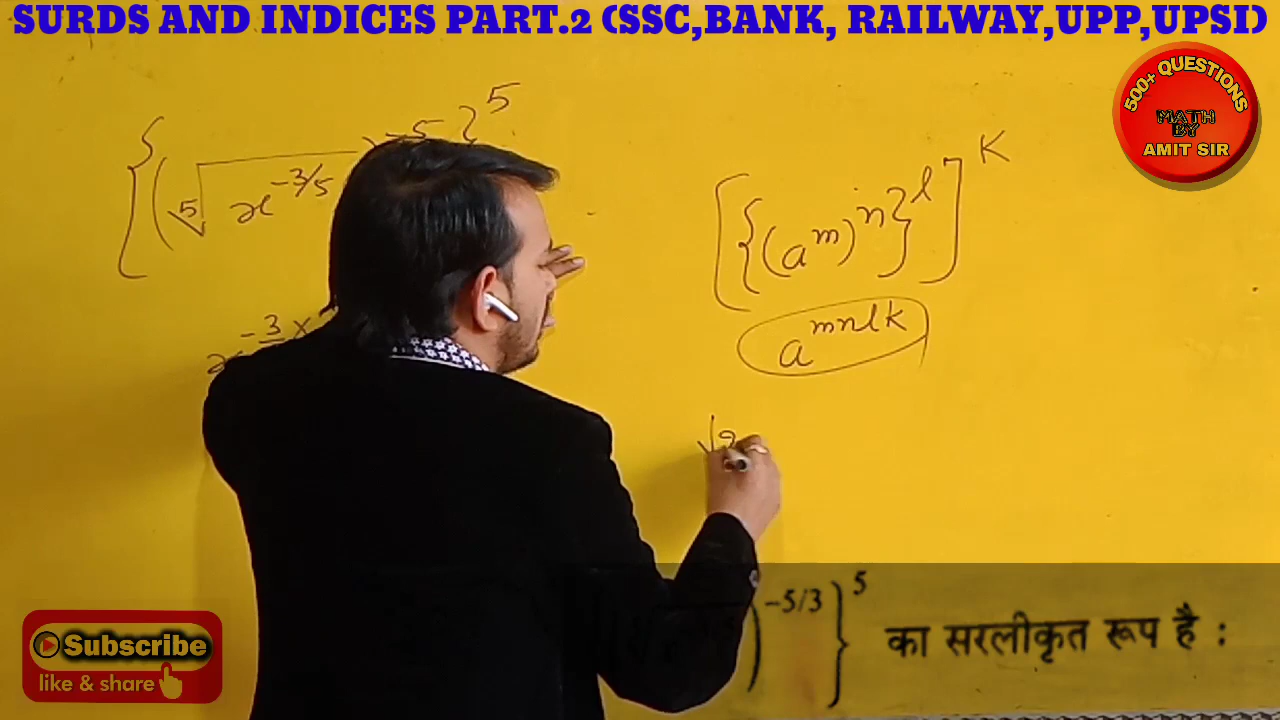 SURDS AND INDICES PART.2 (SSC,BANK, RAILWAY,UPP,UPSI)
500+ QUESTIONS
MATH
BY
AMIT SIR
{(⁵√x^{-3/5})^{-5}}^5
[{(a^m)^n}^l]^K
a^{mnlk}
x^{-3} ×
)^{-5/3}}^5 का सरलीकृत रूप है :
Subscribe
like & share